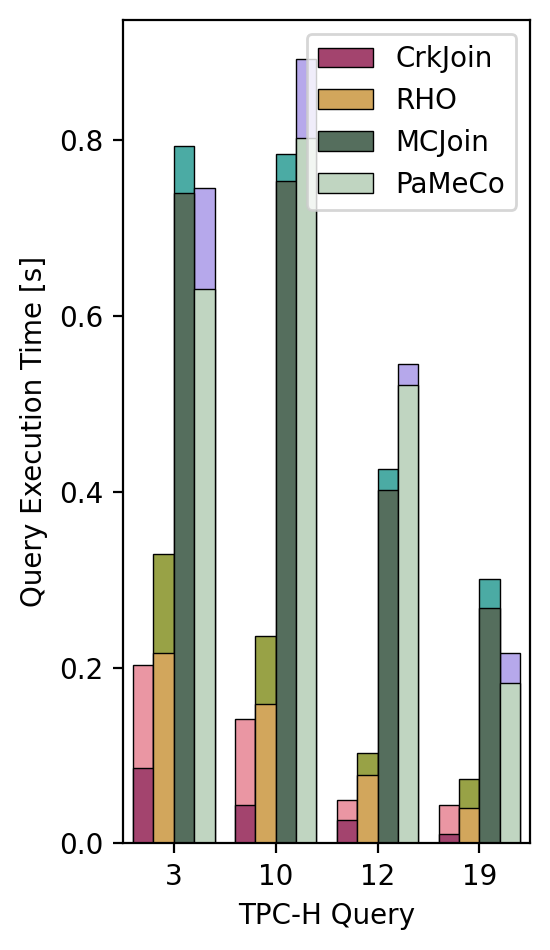 CrkJoin
RHO
MCJoin
PaMeCo
Query Execution Time [s]
0.8
0.6
0.4
0.2
0.0
3 10 12 19
TPC-H Query